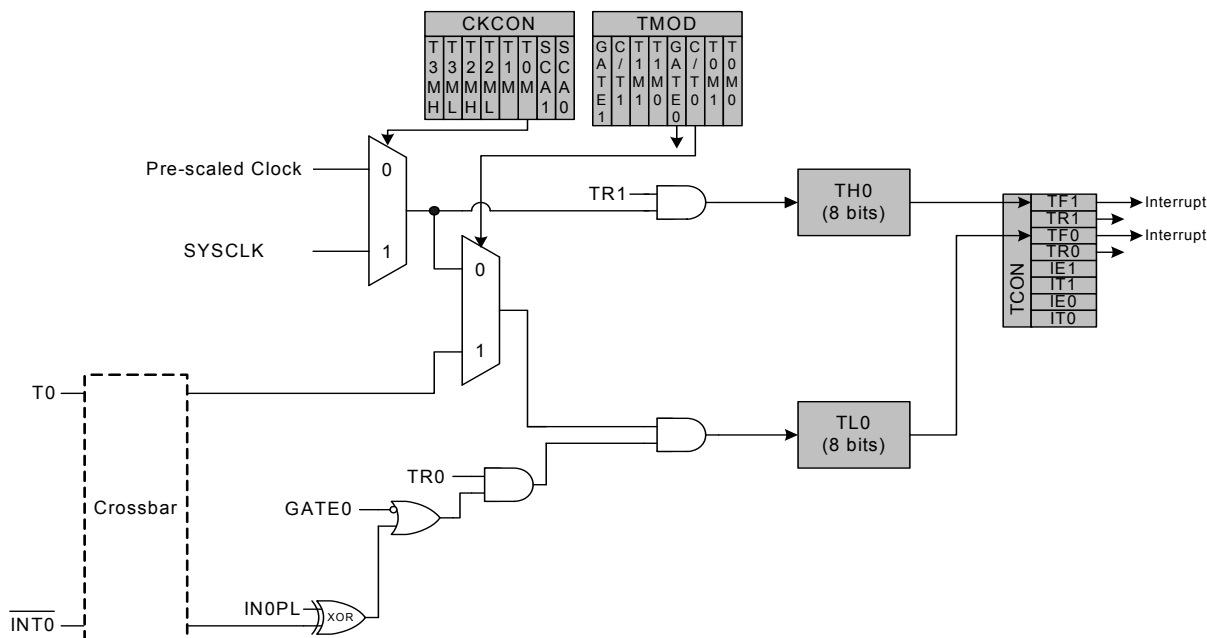 CKCON
T3MH
T3ML
T2MH
T2ML
T1M
T0M
SCA1
SCA0
TMOD
GATE1
C/T1
T1M1
T1M0
GATE0
C/T0
T0M1
T0M0
Pre-scaled Clock
0
SYSCLK
1
TR1
TH0
(8 bits)
TCON
TF1
TR1
TF0
TR0
IE1
IT1
IE0
IT0
Interrupt
Interrupt
0
1
T0
Crossbar
TL0
(8 bits)
TR0
GATE0
IN0PL
XOR
INT0